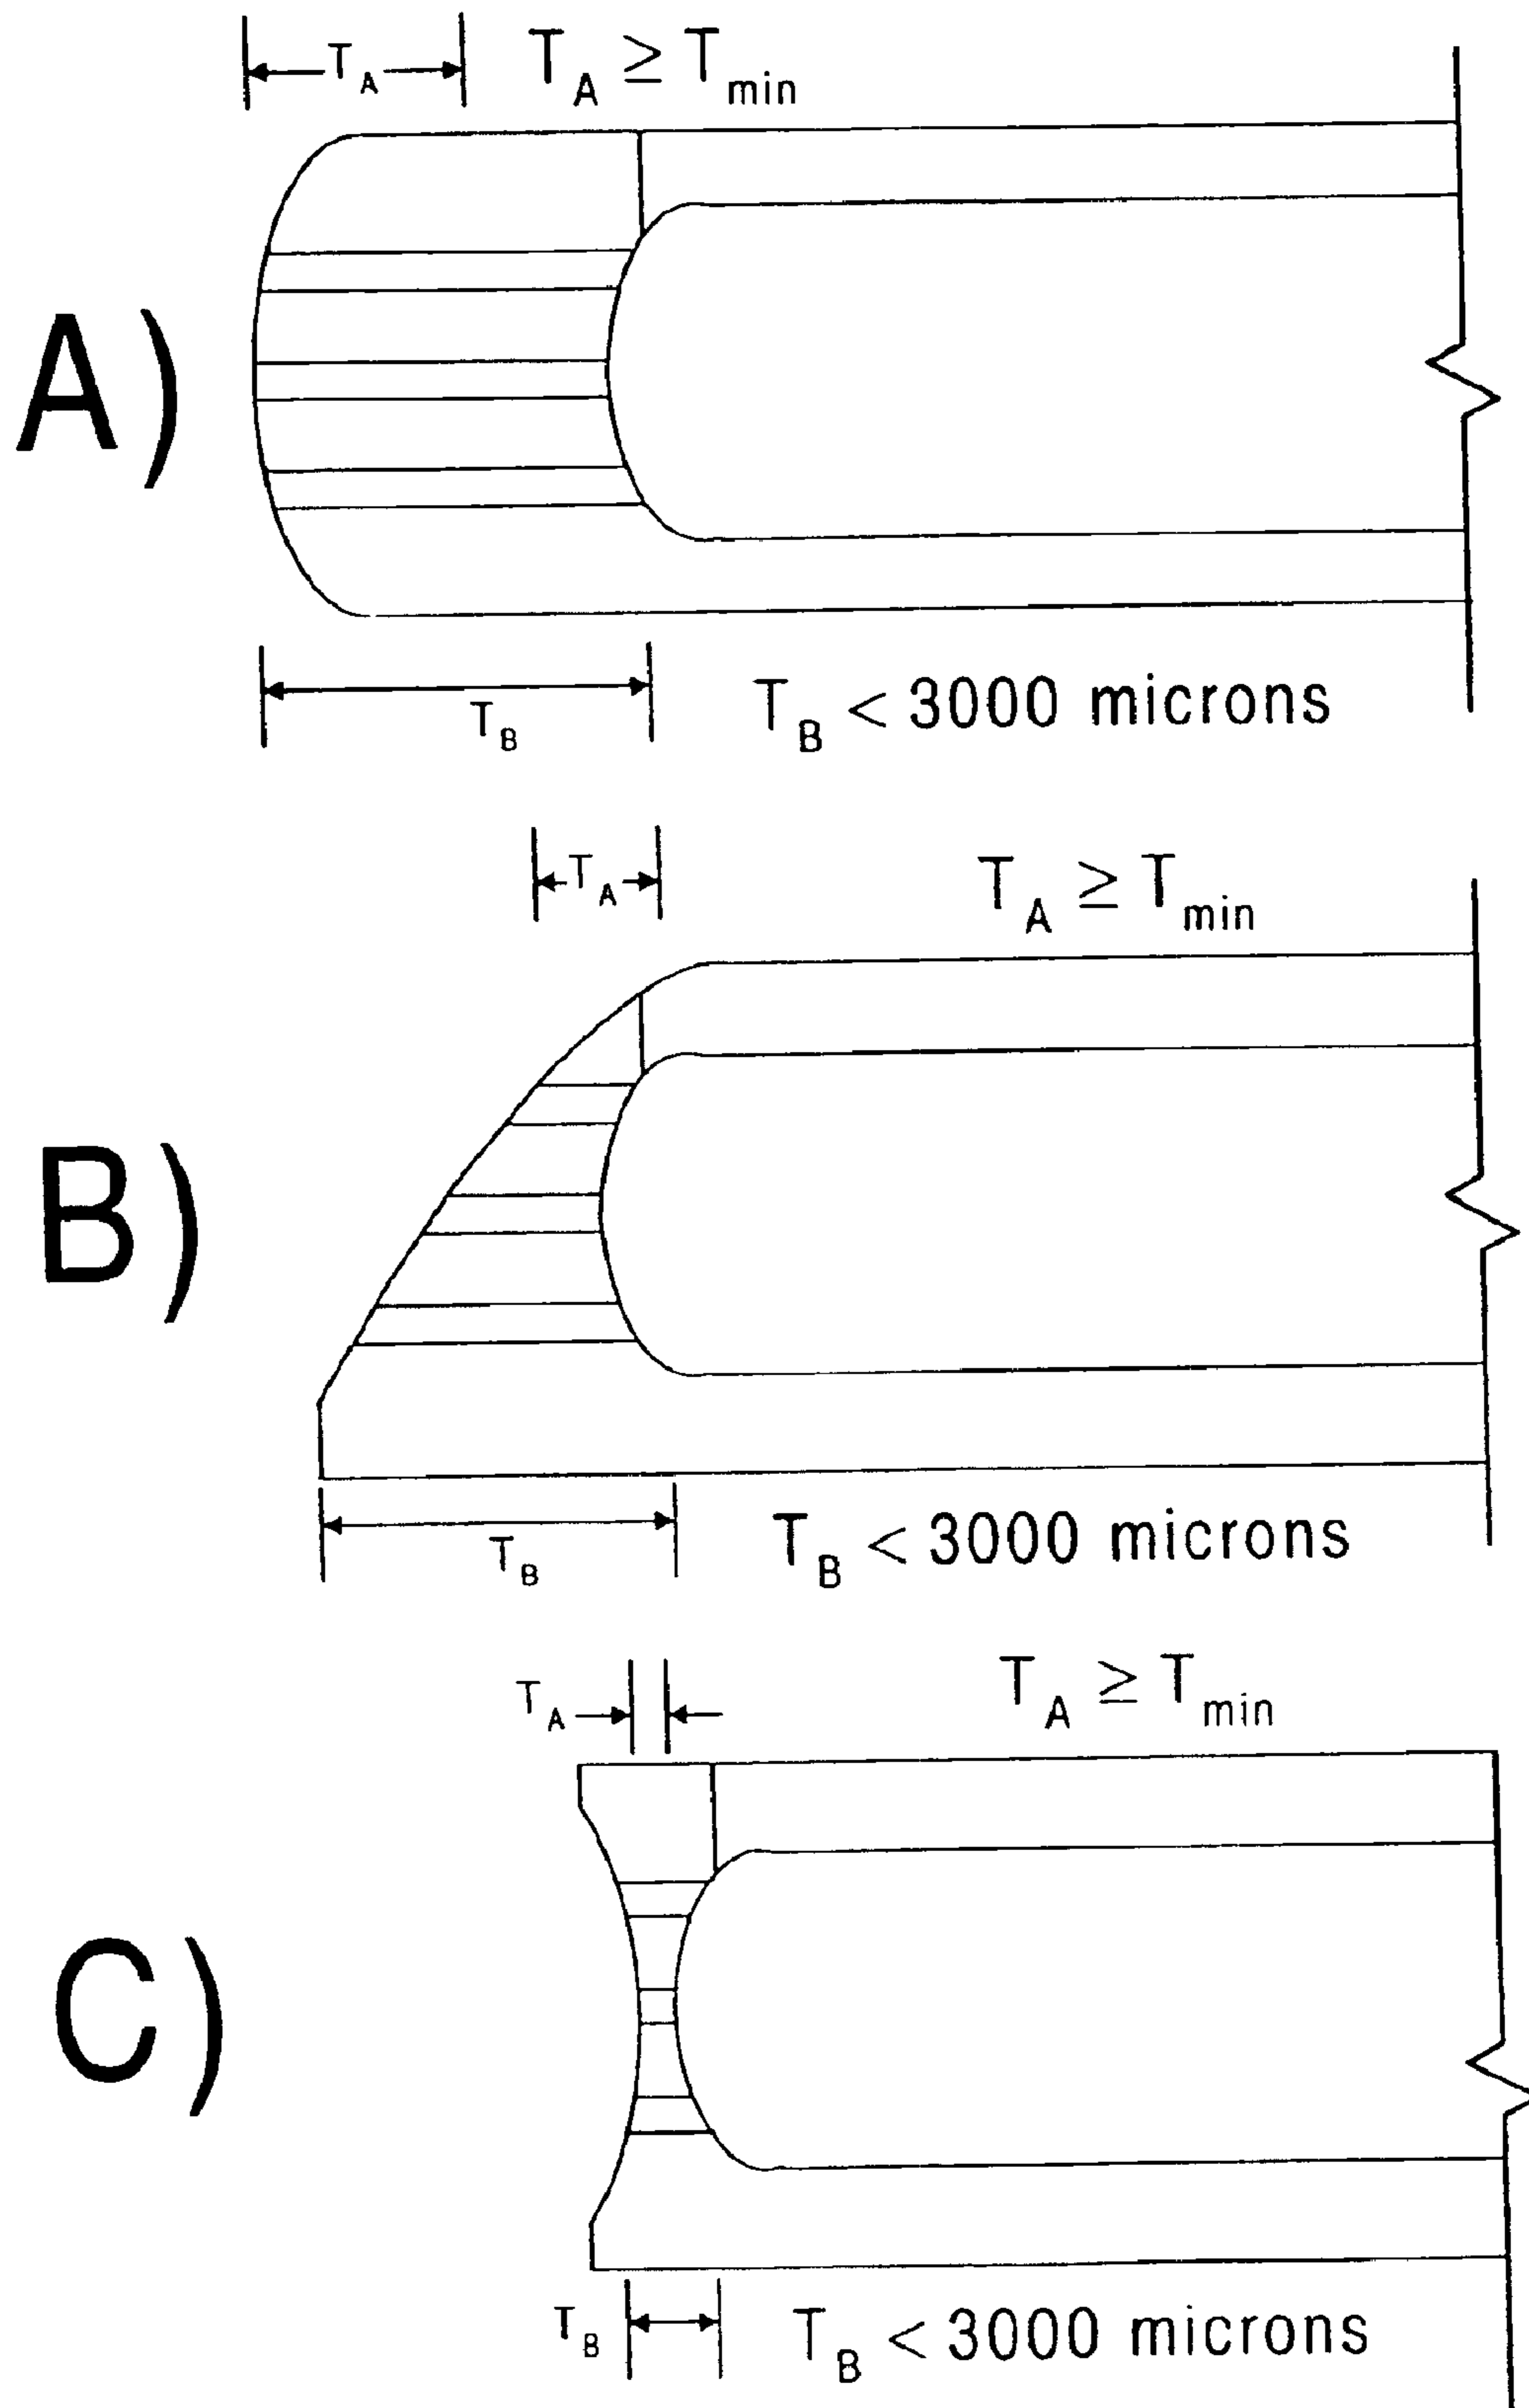 T_A T_A ≥ T_min
A)
T_B T_B < 3000 microns
T_A T_A ≥ T_min
B)
T_B T_B < 3000 microns
T_A T_A ≥ T_min
C)
T_B T_B < 3000 microns